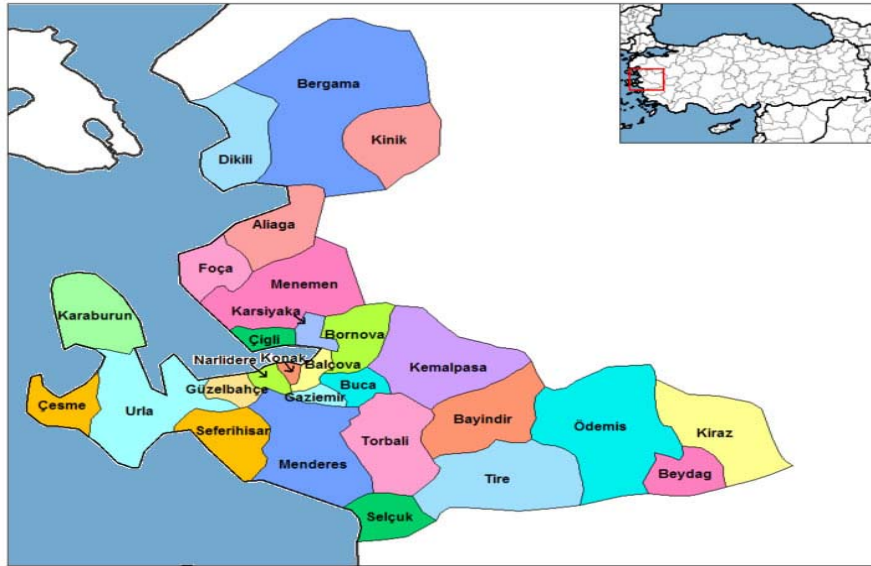 Bergama
Kinik
Dikili
Aliaga
Foça
Menemen
Karsiyaka
Karaburun
Çigli
Bornova
Narlidere
Konak
Balçova
Kemalpasa
Güzelbahçe
Buca
Gaziemir
Çesme
Urla
Seferihisar
Bayindir
Ödemis
Kiraz
Torbali
Menderes
Tire
Beydag
Selçuk